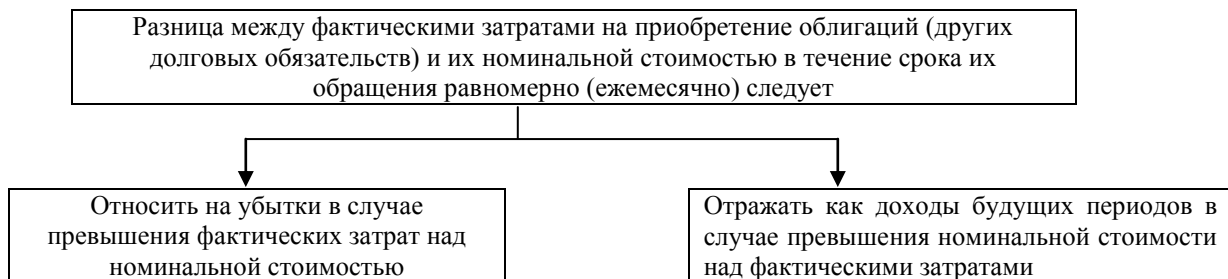 Разница между фактическими затратами на приобретение облигаций (других
долговых обязательств) и их номинальной стоимостью в течение срока их
обращения равномерно (ежемесячно) следует
Относить на убытки в случае
превышения фактических затрат над
номинальной стоимостью
Отражать как доходы будущих периодов в
случае превышения номинальной стоимости
над фактическими затратами